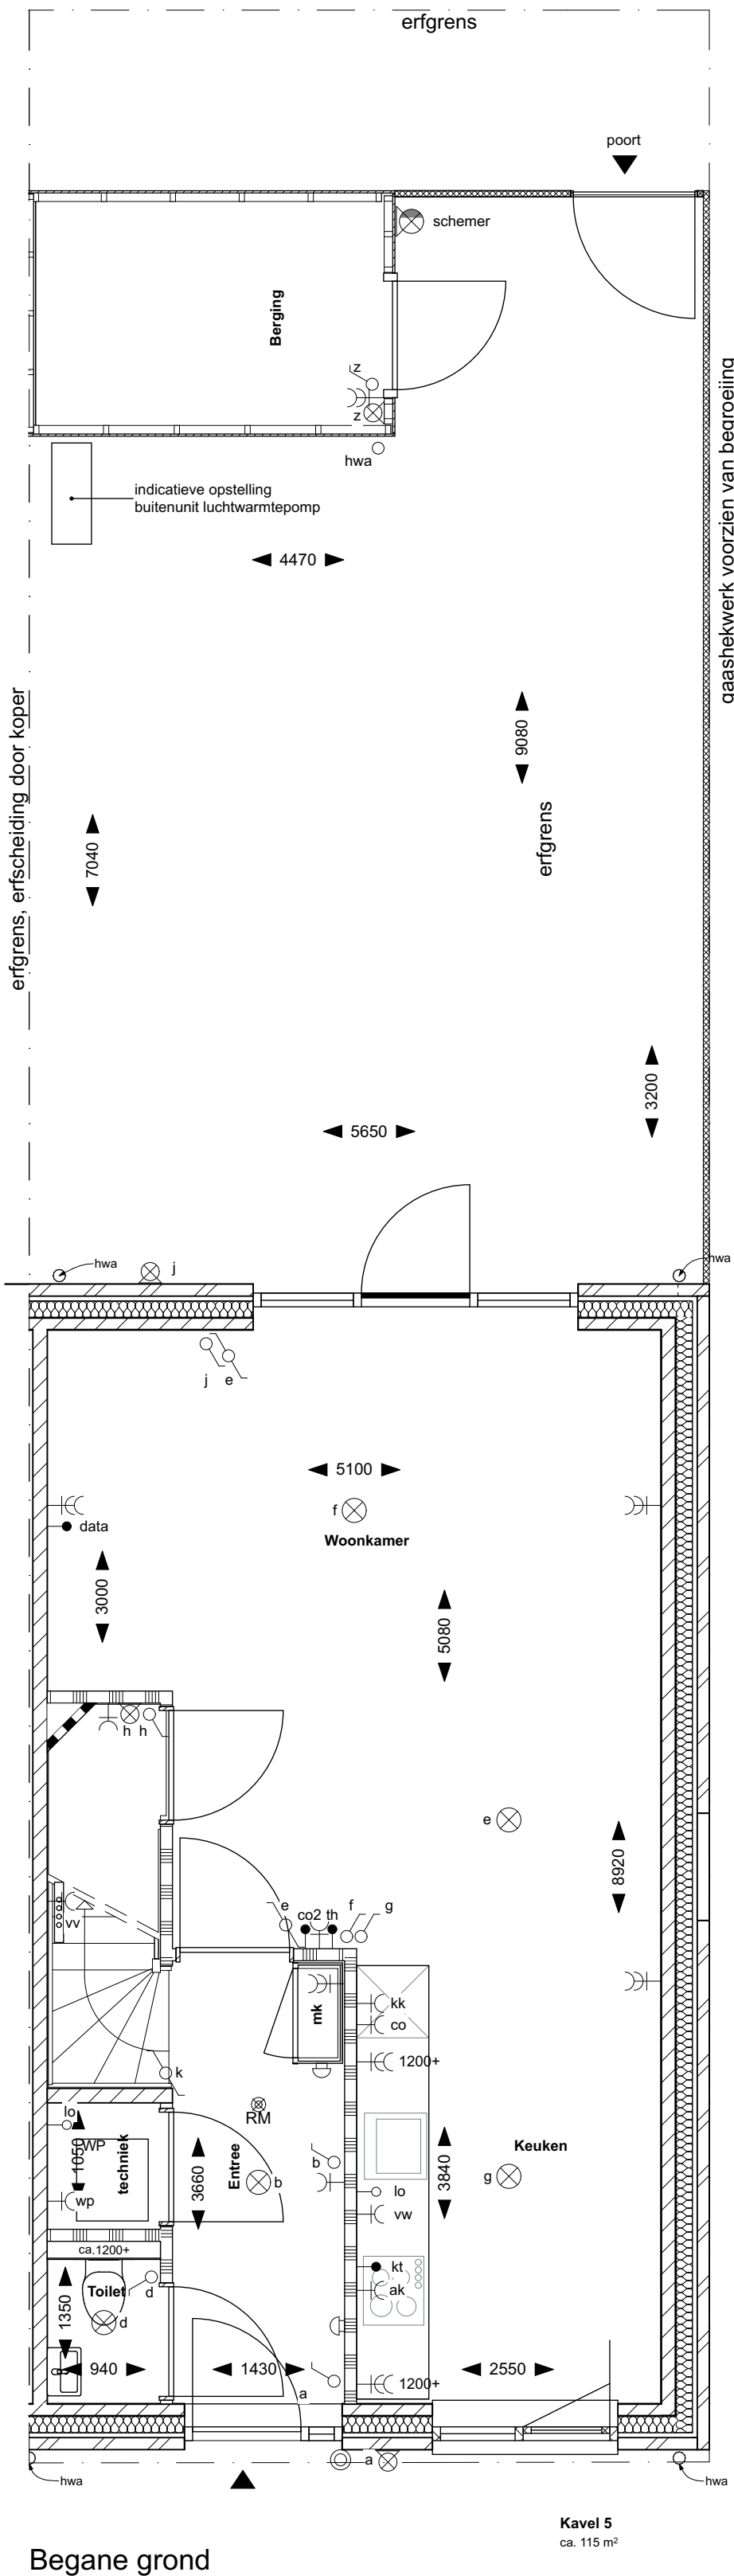 erfgrens
poort
schemer
Berging
z
z
hwa
indicatieve opstelling
buitenunit luchtwarmtepomp
gaashekwerk voorzien van begroeiing
4470
9080
erfgrens, erfscheiding door koper
erfgrens
7040
3200
5650
hwa
j
hwa
j e
5100
f
data
Woonkamer
3000
5080
h h
e
8920
e
co2 th
f
g
vv
mk
kk
co
1200+
k
lo
RM
WP
1050
techniek
Entree
3660
b
b
3840
Keuken
g
wp
lo
vw
ca.1200+
kt
Toilet
d
ak
d
1350
940
1430
2550
1200+
a
a
hwa
hwa
Kavel 5
ca. 115 m²
Begane grond